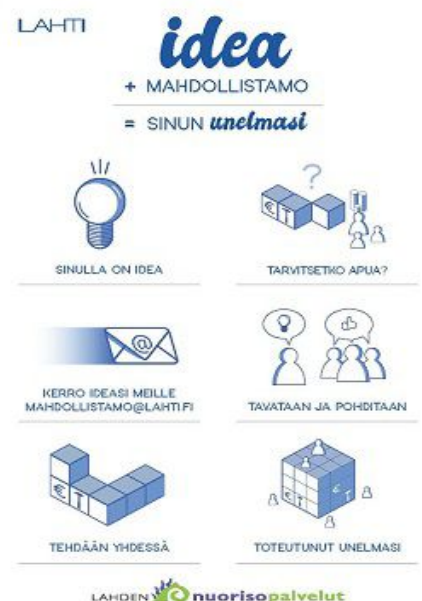 LAHTI
idea
+ MAHDOLLISTAMO
= SINUN unelmasi
?
SINULLA ON IDEA
€ T
TARVITSETKO APUA?
@
KERRO IDEASI MEILLE
MAHDOLLISTAMO@LAHTI.FI
TAVATAAN JA POHDITAAN
€ T
TEHDÄÄN YHDESSÄ
€ T € T
TOTEUTUNUT UNELMASI
LAHDEN nuorisopalvelut